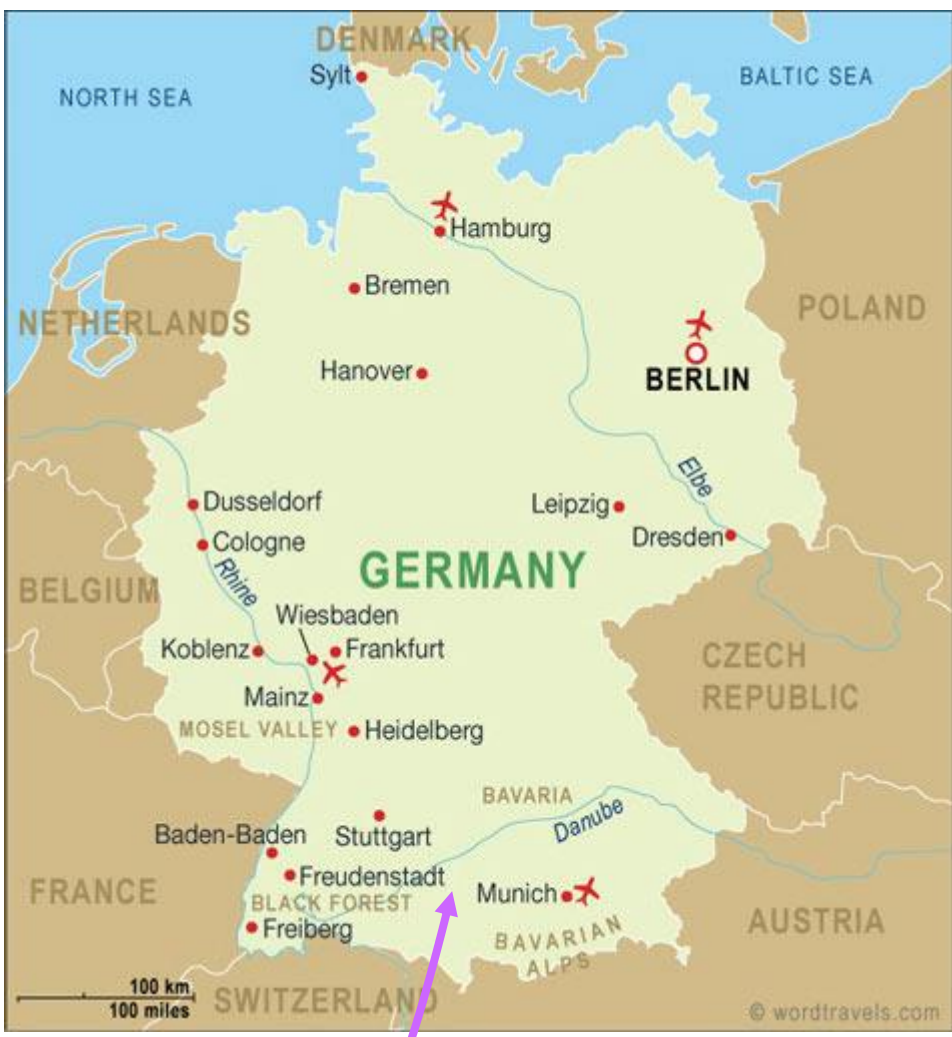 DENMARK
Sylt
NORTH SEA
BALTIC SEA
Hamburg
Bremen
NETHERLANDS
POLAND
Hanover
BERLIN
Elbe
Dusseldorf
Leipzig
Cologne
Dresden
GERMANY
BELGIUM
Rhine
Wiesbaden
Koblenz
Frankfurt
CZECH
REPUBLIC
Mainz
MOSEL VALLEY
Heidelberg
BAVARIA
Danube
Baden-Baden
Stuttgart
FRANCE
Freudenstadt
BLACK FOREST
Munich
AUSTRIA
Freiberg
BAVARIAN
ALPS
100 km
100 miles
SWITZERLAND
© wordtravels.com